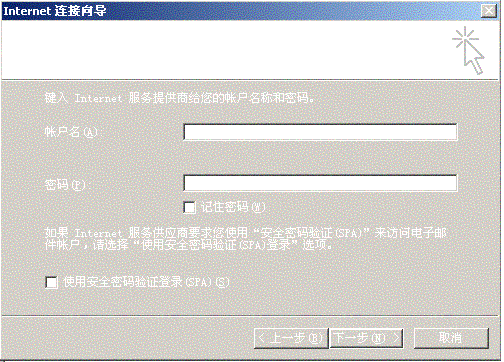 Internet 连接向导
键入 Internet 服务提供商给您的帐户名称和密码。
帐户名(A)
密码(P)
记住密码(W)
如果 Internet 服务供应商要求您使用“安全密码验证(SPA)”来访问电子邮
件帐户，请选择“使用安全密码验证(SPA)登录”选项。
使用安全密码验证登录(SPA)(S)
< 上一步(B) 下一步(N) > 取消